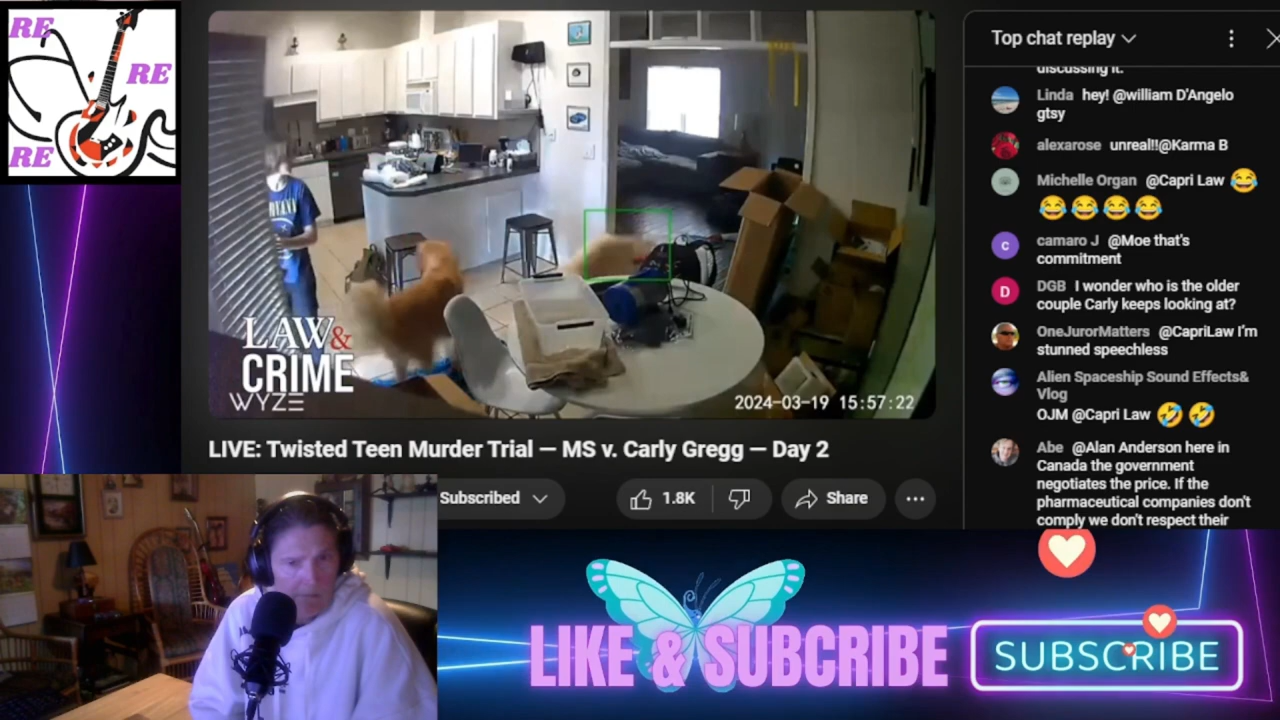 RE
RE
RE
LAW&
CRIME
WYZE
2024-03-19 15:57:22
LIVE: Twisted Teen Murder Trial — MS v. Carly Gregg — Day 2
Subscribed
1.8K
Share
Top chat replay
discussing it.
Linda hey! @william D'Angelo
gtsy
alexarose unreal!!@Karma B
Michelle Organ @Capri Law 😂
😂😂😂😂
camaro J @Moe that's
commitment
DGB I wonder who is the older
couple Carly keeps looking at?
OneJurorMatters @CapriLaw I'm
stunned speechless
Alien Spaceship Sound Effects&
Vlog
OJM @Capri Law 🤣 🤣
Abe @Alan Anderson here in
Canada the government
negotiates the price. If the
pharmaceutical companies don't
comply we don't respect their
LIKE & SUBCRIBE
SUBSCRIBE